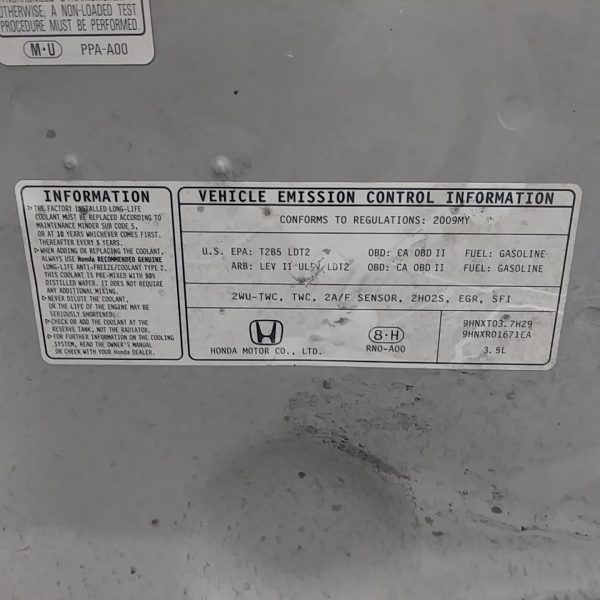 OTHERWISE, A NON-LOADED TEST
PROCEDURE MUST BE PERFORMED.
M•U PPA-A00
INFORMATION
▷THE FACTORY INSTALLED LONG-LIFE
COOLANT MUST BE REPLACED ACCORDING TO
MAINTENANCE MINDER SUB CODE 5,
OR AT 10 YEARS WHICHEVER COMES FIRST.
THEREAFTER EVERY 5 YEARS.
▷WHEN ADDING OR REPLACING THE COOLANT,
ALWAYS USE Honda RECOMMENDED GENUINE
LONG-LIFE ANTI-FREEZE/COOLANT TYPE 2.
THIS COOLANT IS PRE-MIXED WITH 50%
DISTILLED WATER. IT DOES NOT REQUIRE
ANY ADDITIONAL MIXING.
▷NEVER DILUTE THE COOLANT,
OR THE LIFE OF THE ENGINE MAY BE
SERIOUSLY SHORTENED.
▷CHECK OR ADD THE COOLANT AT THE
RESERVE TANK, NOT THE RADIATOR.
▷FOR FURTHER INFORMATION ON THE COOLING
SYSTEM, READ THE OWNER'S MANUAL
OR CHECK WITH YOUR Honda DEALER.
VEHICLE EMISSION CONTROL INFORMATION
CONFORMS TO REGULATIONS: 2009MY
U.S. EPA: T2B5 LDT2 OBD: CA OBD II FUEL: GASOLINE
ARB: LEV II ULEV LDT2 OBD: CA OBD II FUEL: GASOLINE
2WU-TWC, TWC, 2A/F SENSOR, 2HO2S, EGR, SFI
HONDA MOTOR CO., LTD.
8•H
RN0-A00
9HNXT03.7H29
9HNXR01671EA
3.5L